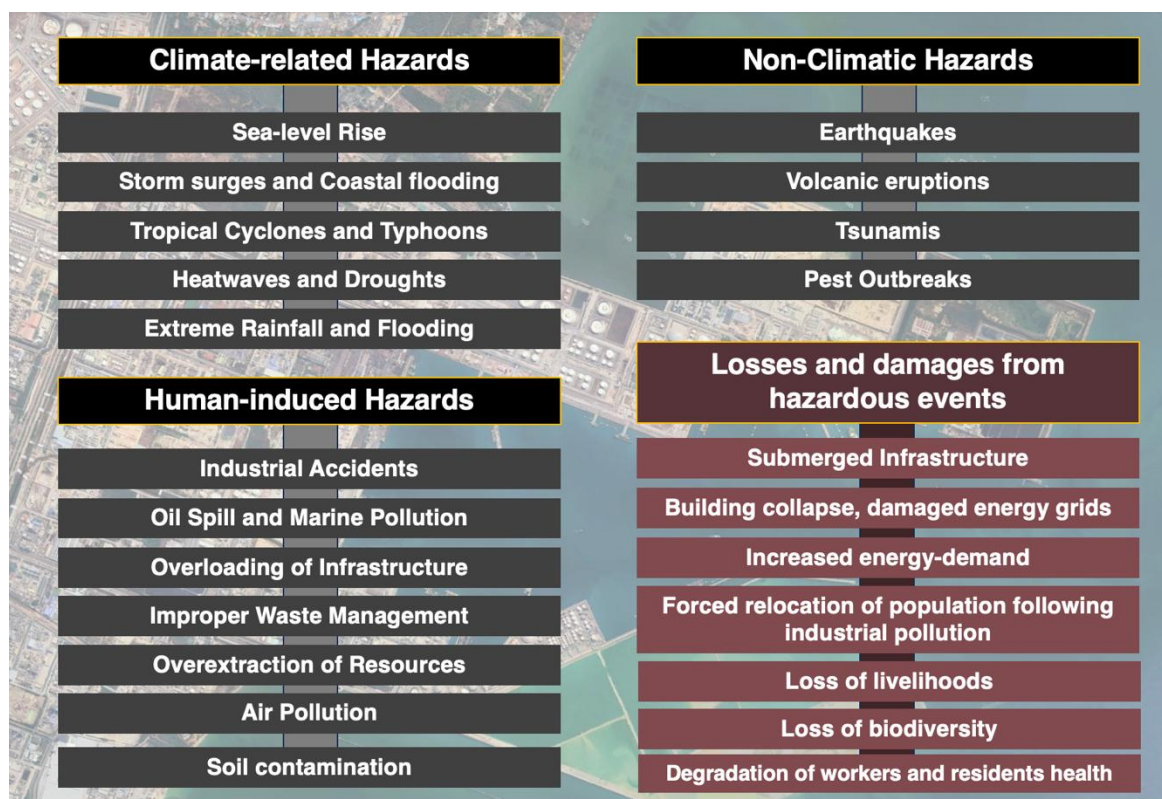 Climate-related Hazards
Sea-level Rise
Storm surges and Coastal flooding
Tropical Cyclones and Typhoons
Heatwaves and Droughts
Extreme Rainfall and Flooding
Human-induced Hazards
Industrial Accidents
Oil Spill and Marine Pollution
Overloading of Infrastructure
Improper Waste Management
Overextraction of Resources
Air Pollution
Soil contamination
Non-Climatic Hazards
Earthquakes
Volcanic eruptions
Tsunamis
Pest Outbreaks
Losses and damages from
hazardous events
Submerged Infrastructure
Building collapse, damaged energy grids
Increased energy-demand
Forced relocation of population following
industrial pollution
Loss of livelihoods
Loss of biodiversity
Degradation of workers and residents health